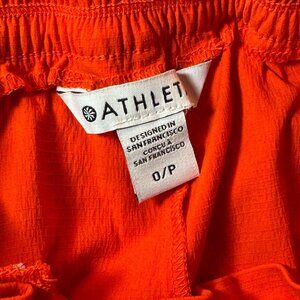 ATHLET
DESIGNED IN
SAN FRANCISCO
CONÇU À
SAN FRANCISCO
0/P